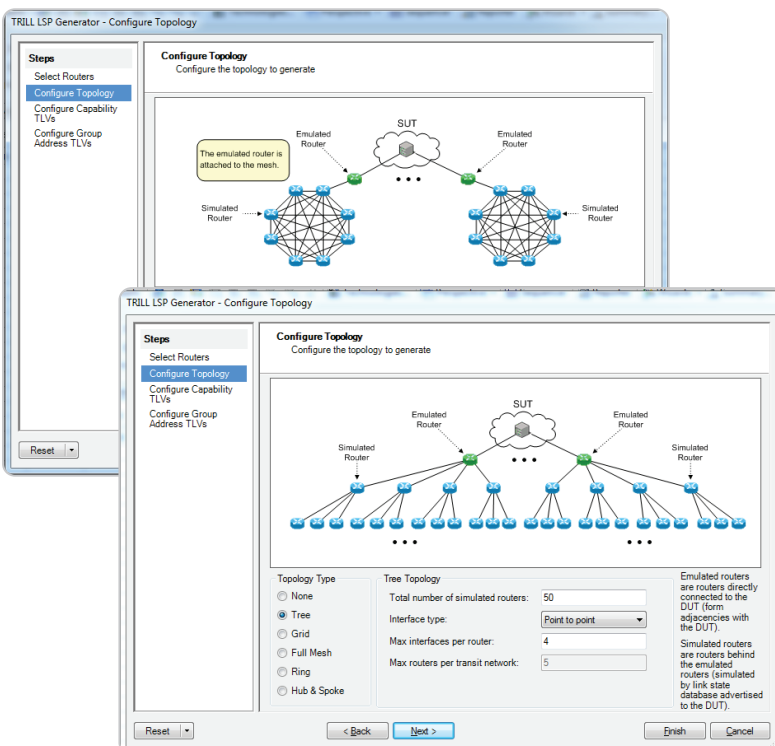 TRILL LSP Generator - Configure Topology
Steps
Select Routers
Configure Topology
Configure Capability
TLVs
Configure Group
Address TLVs
Configure Topology
Configure the topology to generate
SUT
Emulated
Router
Emulated
Router
The emulated router is
attached to the mesh.
Simulated
Router
Simulated
Router
Reset
TRILL LSP Generator - Configure Topology
Steps
Select Routers
Configure Topology
Configure Capability
TLVs
Configure Group
Address TLVs
Configure Topology
Configure the topology to generate
SUT
Emulated
Router
Emulated
Router
Simulated
Router
Simulated
Router
Topology Type
None
Tree
Grid
Full Mesh
Ring
Hub & Spoke
Tree Topology
Total number of simulated routers: 50
Interface type: Point to point
Max interfaces per router: 4
Max routers per transit network: 5
Emulated routers
are routers directly
connected to the
DUT (form
adjacencies with
the DUT).
Simulated routers
are routers behind
the emulated
routers (simulated
by link state
database advertised
to the DUT).
Reset
< Back
Next >
Finish
Cancel